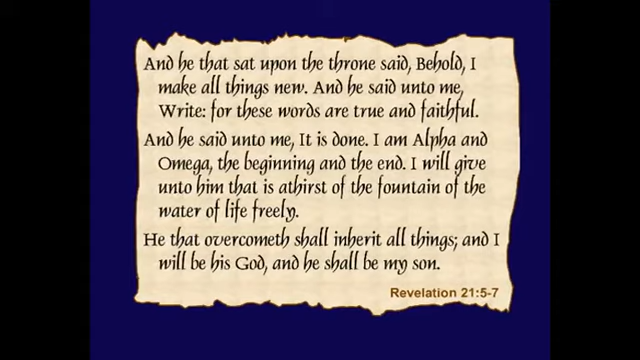 And he that sat upon the throne said, Behold, I
make all things new. And he said unto me,
Write: for these words are true and faithful.
And he said unto me, It is done. I am Alpha and
Omega, the beginning and the end. I will give
unto him that is athirst of the fountain of the
water of life freely.
He that overcometh shall inherit all things; and I
will be his God, and he shall be my son.
Revelation 21:5-7